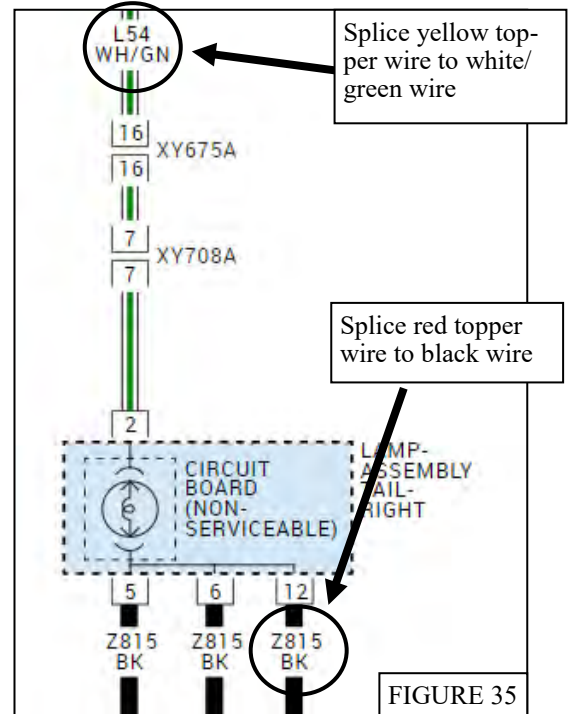 L54
WH/GN
Splice yellow top-
per wire to white/
green wire
16
XY675A
16
7
XY708A
7
Splice red topper
wire to black wire
2
CIRCUIT
BOARD
(NON-
SERVICEABLE)
LAMP-
ASSEMBLY
TAIL-
RIGHT
5 6 12
Z815 Z815 Z815
BK BK BK
FIGURE 35